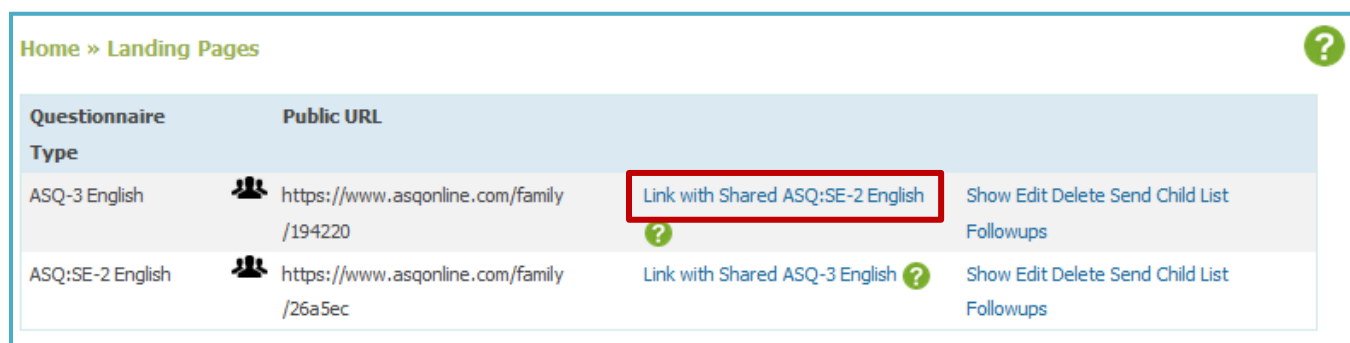 Home » Landing Pages
?
Questionnaire Type Public URL
ASQ-3 English https://www.asqonline.com/family/194220 Link with Shared ASQ:SE-2 English ? Show Edit Delete Send Child List Followups
ASQ:SE-2 English https://www.asqonline.com/family/26a5ec Link with Shared ASQ-3 English ? Show Edit Delete Send Child List Followups